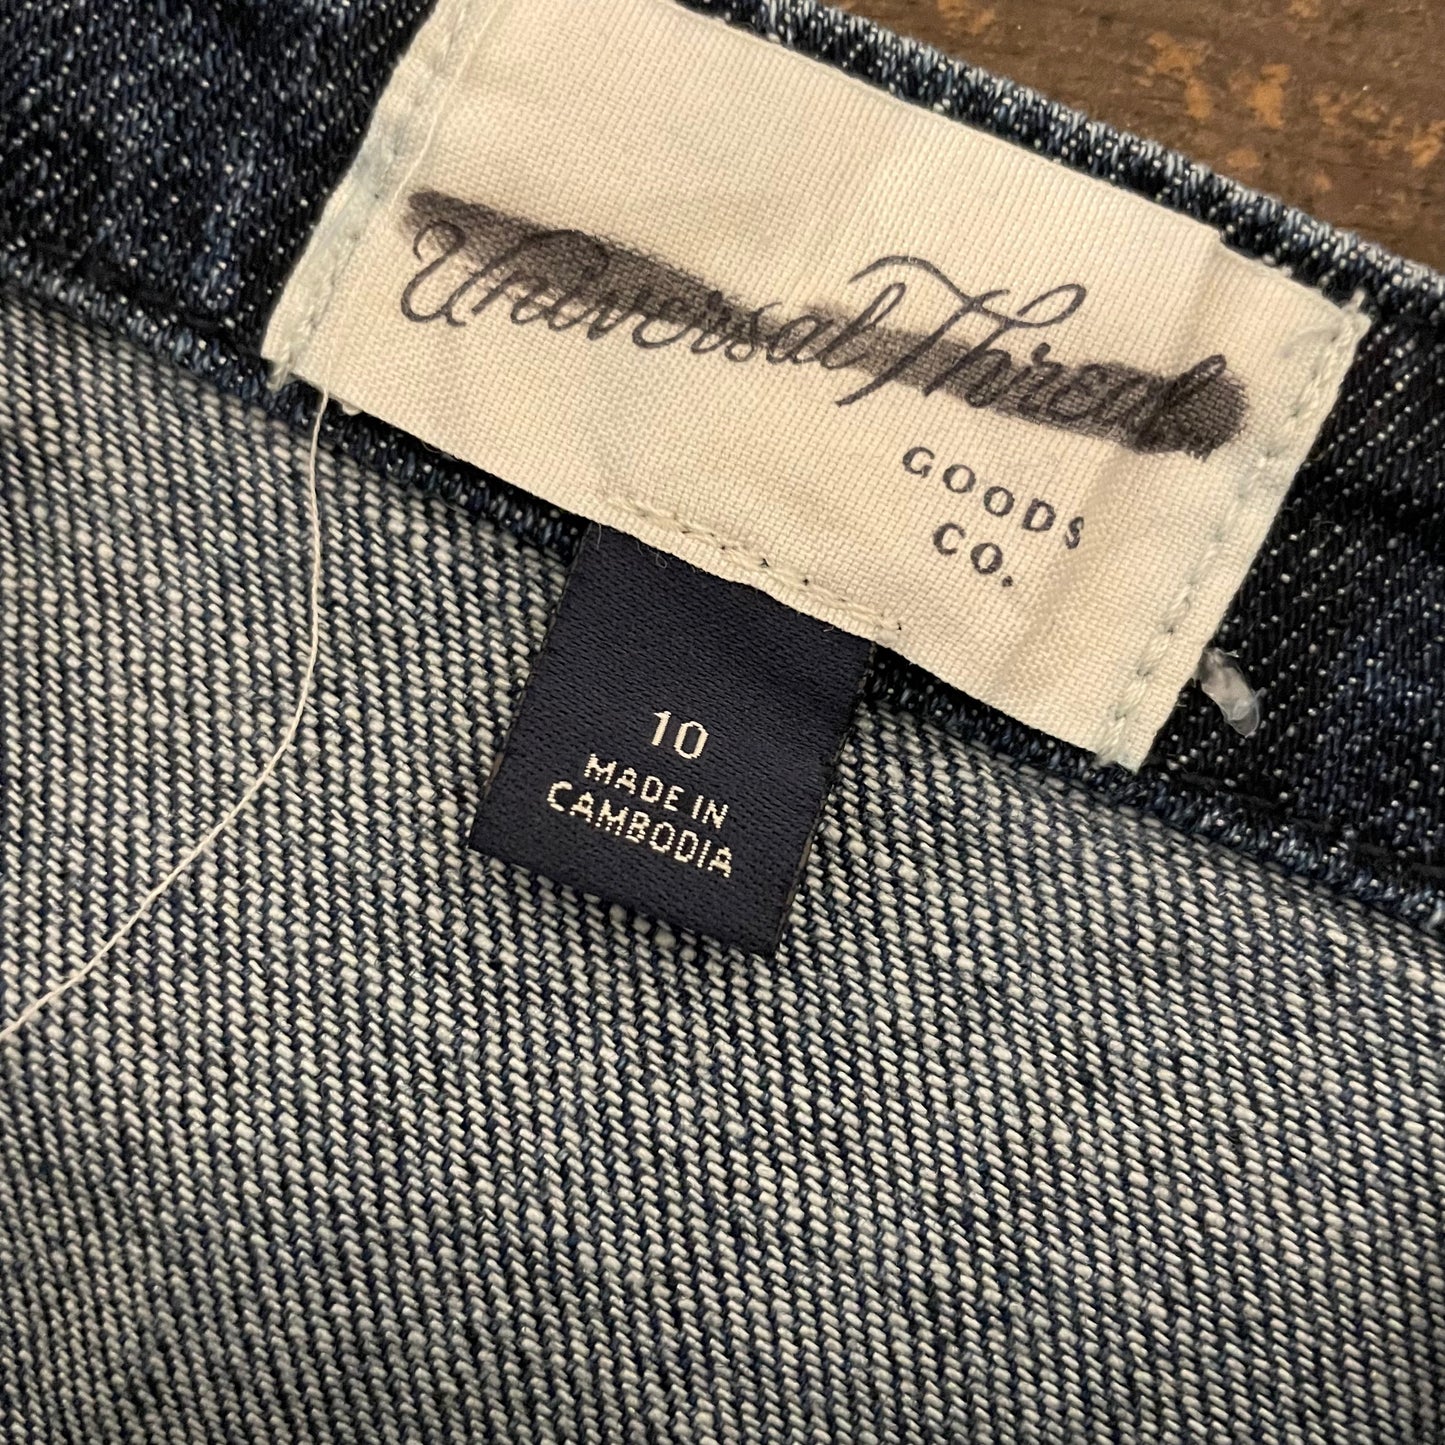 Universal Thread
GOODS
CO.
10
MADE IN
CAMBODIA